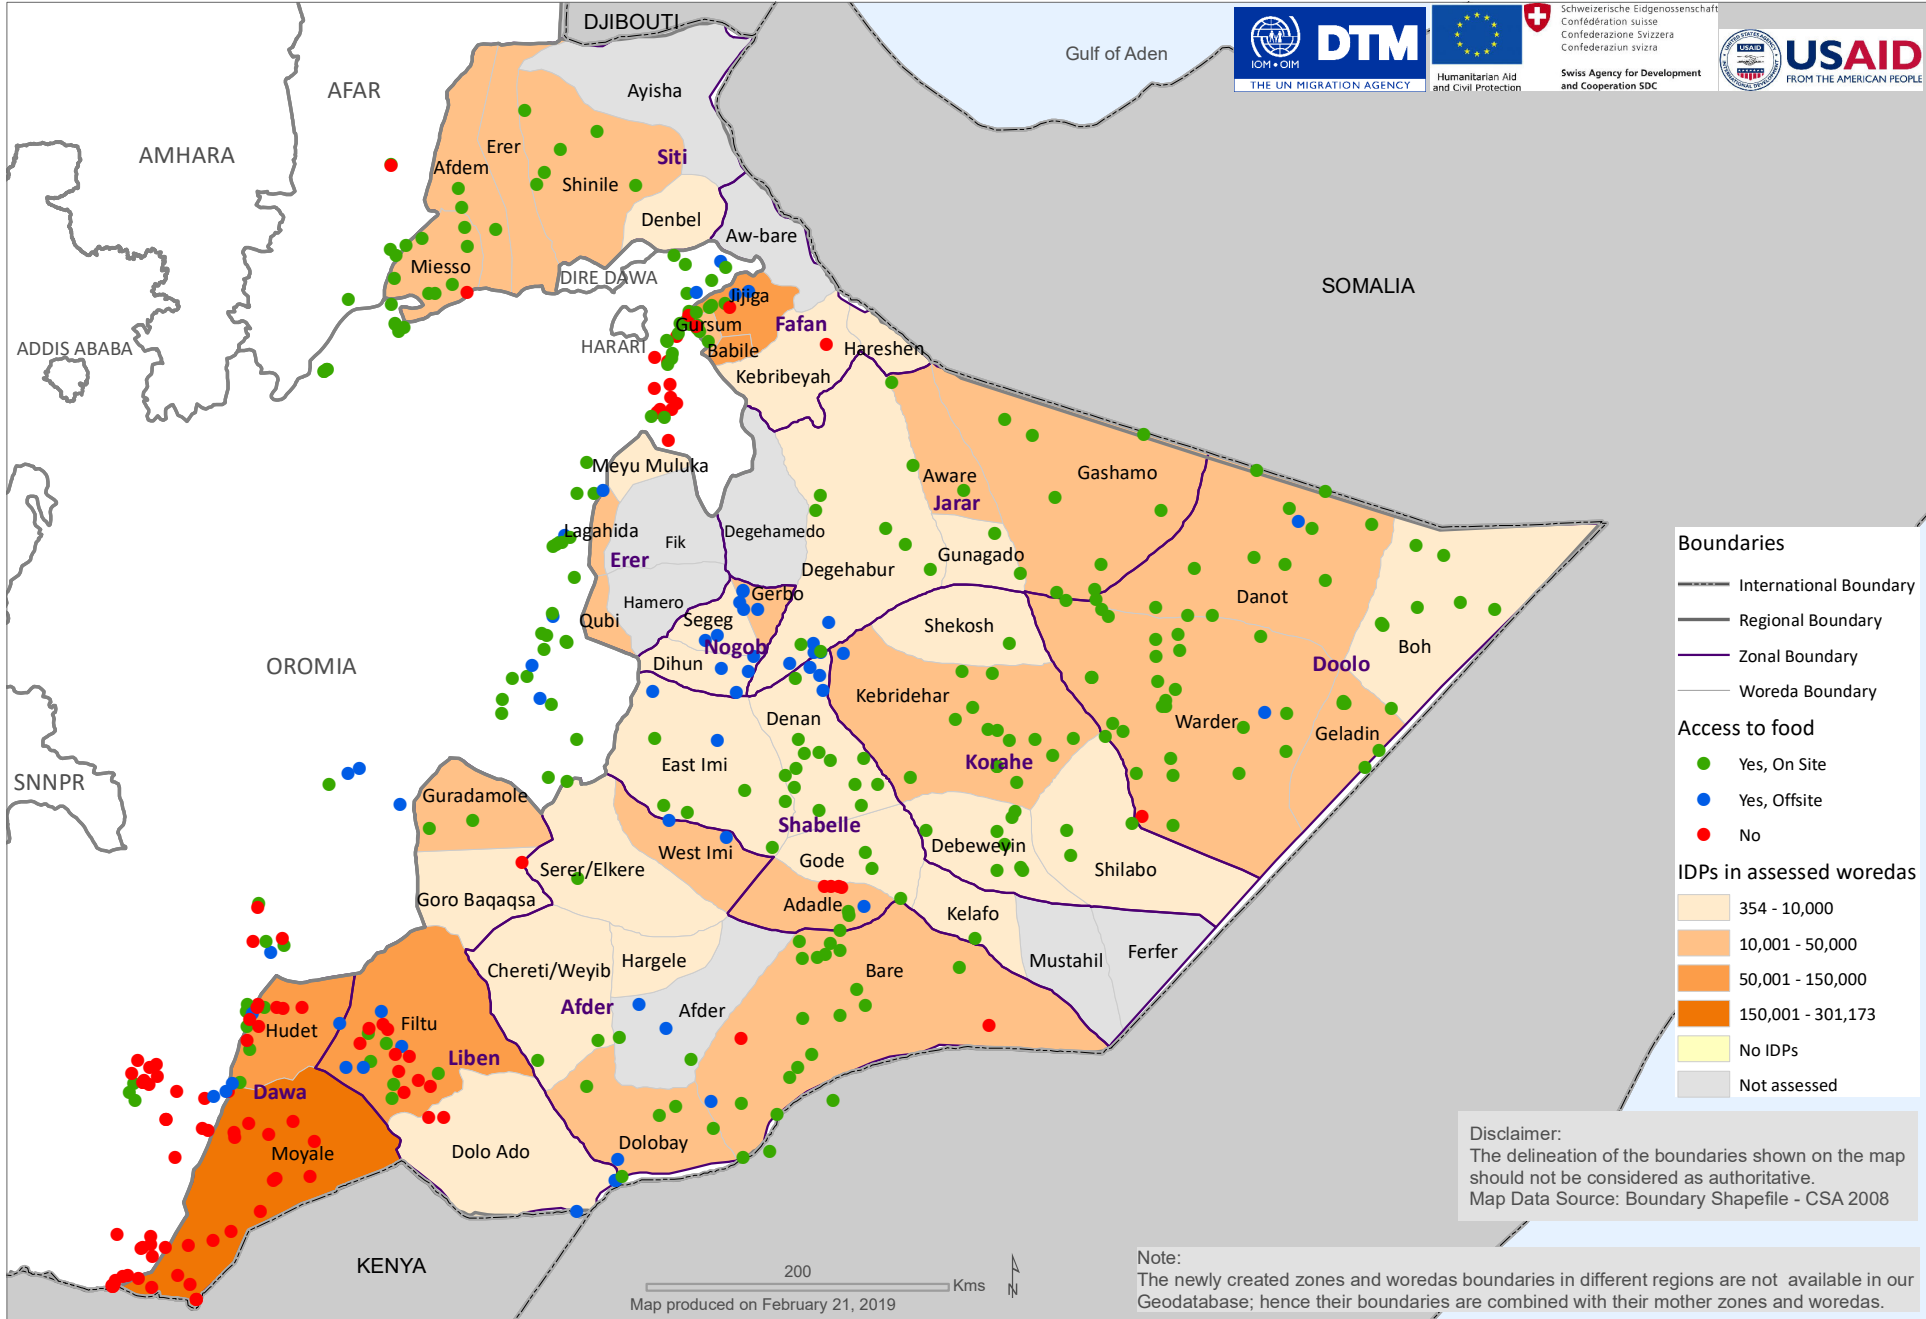 DJIBOUTI
Gulf of Aden
IOM • OIM
DTM
THE UN MIGRATION AGENCY
Humanitarian Aid
and Civil Protection
Schweizerische Eidgenossenschaft
Confédération suisse
Confederazione Svizzera
Confederaziun svizra
Swiss Agency for Development
and Cooperation SDC
USAID
USAID
FROM THE AMERICAN PEOPLE
AFAR
Ayisha
AMHARA
Erer
Siti
Afdem
Shinile
Denbel
Aw-bare
Miesso
DIRE DAWA
SOMALIA
Jijiga
Gursum
Fafan
ADDIS ABABA
HARARI
Babile
Hareshen
Kebribeyah
Meyu Muluka
Aware
Gashamo
Jarar
Lagahida
Degehamedo
Fik
Erer
Gunagado
Degehabur
Hamero
Gerbo
Danot
Qubi
Segeg
Shekosh
Nogob
Boh
OROMIA
Dihun
Doolo
Kebridehar
Denan
Warder
Geladin
East Imi
Korahe
SNNPR
Guradamole
Shabelle
West Imi
Debeweyin
Gode
Serer/Elkere
Shilabo
Goro Baqaqsa
Adadle
Kelafo
Hargele
Mustahil
Ferfer
Chereti/Weyib
Bare
Afder
Afder
Hudet
Filtu
Liben
Dawa
Dolobay
Moyale
Dolo Ado
KENYA
Boundaries
International Boundary
Regional Boundary
Zonal Boundary
Woreda Boundary
Access to food
Yes, On Site
Yes, Offsite
No
IDPs in assessed woredas
354 - 10,000
10,001 - 50,000
50,001 - 150,000
150,001 - 301,173
No IDPs
Not assessed
Disclaimer:
The delineation of the boundaries shown on the map
should not be considered as authoritative.
Map Data Source: Boundary Shapefile - CSA 2008
200
Kms
N
Map produced on February 21, 2019
Note:
The newly created zones and woredas boundaries in different regions are not available in our
Geodatabase; hence their boundaries are combined with their mother zones and woredas.